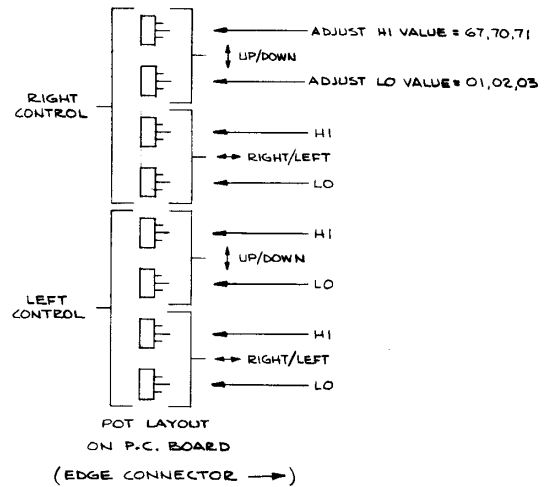 ADJUST HI VALUE = 67,70,71
UP/DOWN
ADJUST LO VALUE = 01,02,03
RIGHT
CONTROL
HI
RIGHT/LEFT
LO
HI
UP/DOWN
LO
LEFT
CONTROL
HI
RIGHT/LEFT
LO
POT LAYOUT
ON P.C. BOARD
(EDGE CONNECTOR →)